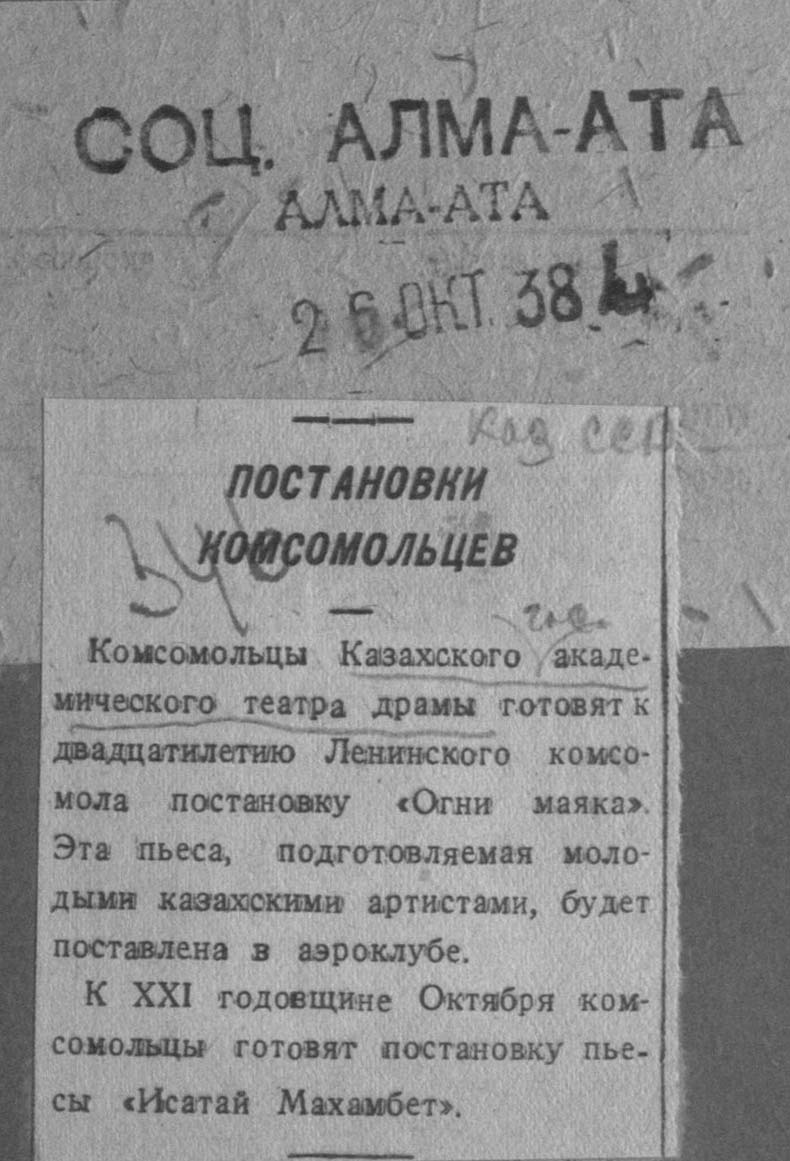 СОЦ. АЛМА-АТА
АЛМА-АТА
26 ОКТ. 38
Каз ССР
ПОСТАНОВКИ
КОМСОМОЛЬЦЕВ
гос.
Комсомольцы Казахского акаде-
мического театра драмы готовят к
двадцатилетию Ленинского комсо-
мола постановку «Огни маяка».
Эта пьеса, подготовляемая моло-
дыми казахскими артистами, будет
поставлена в аэроклубе.
К XXI годовщине Октября ком-
сомольцы готовят постановку пье-
сы «Исатай Махамбет».